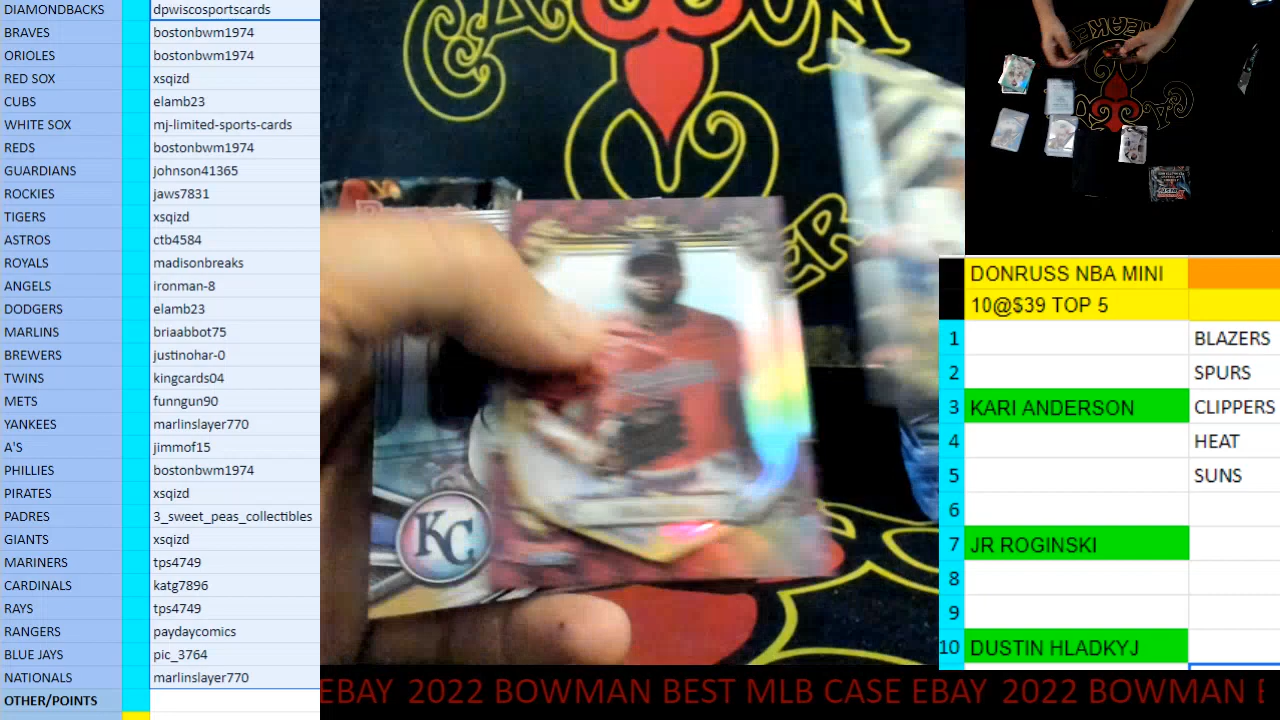 DIAMONDBACKS dpwiscosportscards
BRAVES bostonbwm1974
ORIOLES bostonbwm1974
RED SOX xsqizd
CUBS elamb23
WHITE SOX mj-limited-sports-cards
REDS bostonbwm1974
GUARDIANS johnson41365
ROCKIES jaws7831
TIGERS xsqizd
ASTROS ctb4584
ROYALS madisonbreaks
ANGELS ironman-8
DODGERS elamb23
MARLINS briaabbot75
BREWERS justinohar-0
TWINS kingcards04
METS funngun90
YANKEES marlinslayer770
A'S jimmof15
PHILLIES bostonbwm1974
PIRATES xsqizd
PADRES 3_sweet_peas_collectibles
GIANTS xsqizd
MARINERS tps4749
CARDINALS katg7896
RAYS tps4749
RANGERS paydaycomics
BLUE JAYS pic_3764
NATIONALS marlinslayer770
OTHER/POINTS
KC
DONRUSS NBA MINI
10@$39 TOP 5
1 BLAZERS
2 SPURS
3 KARI ANDERSON CLIPPERS
4 HEAT
5 SUNS
6
7 JR ROGINSKI
8
9
10 DUSTIN HLADKYJ
EBAY 2022 BOWMAN BEST MLB CASE EBAY 2022 BOWMAN